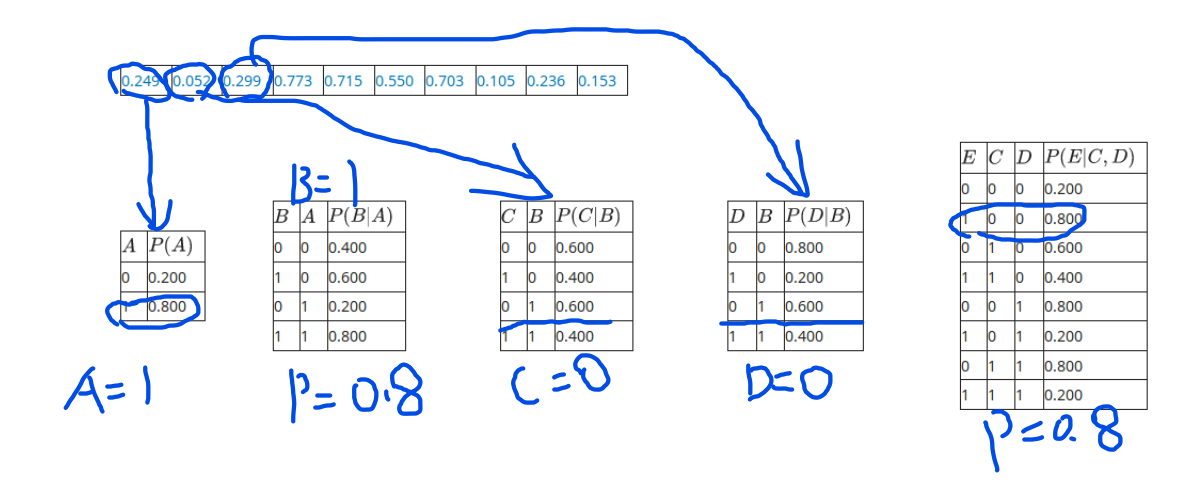 0.249 0.052 0.299 0.773 0.715 0.550 0.703 0.105 0.236 0.153
A P(A)
0 0.200
1 0.800
A=1
B=1
B A P(B|A)
0 0 0.400
1 0 0.600
0 1 0.200
1 1 0.800
P=0.8
C B P(C|B)
0 0 0.600
1 0 0.400
0 1 0.600
1 1 0.400
C=0
D B P(D|B)
0 0 0.800
1 0 0.200
0 1 0.600
1 1 0.400
D=0
E C D P(E|C, D)
0 0 0 0.200
1 0 0 0.800
0 1 0 0.600
1 1 0 0.400
0 0 1 0.800
1 0 1 0.200
0 1 1 0.800
1 1 1 0.200
P=0.8